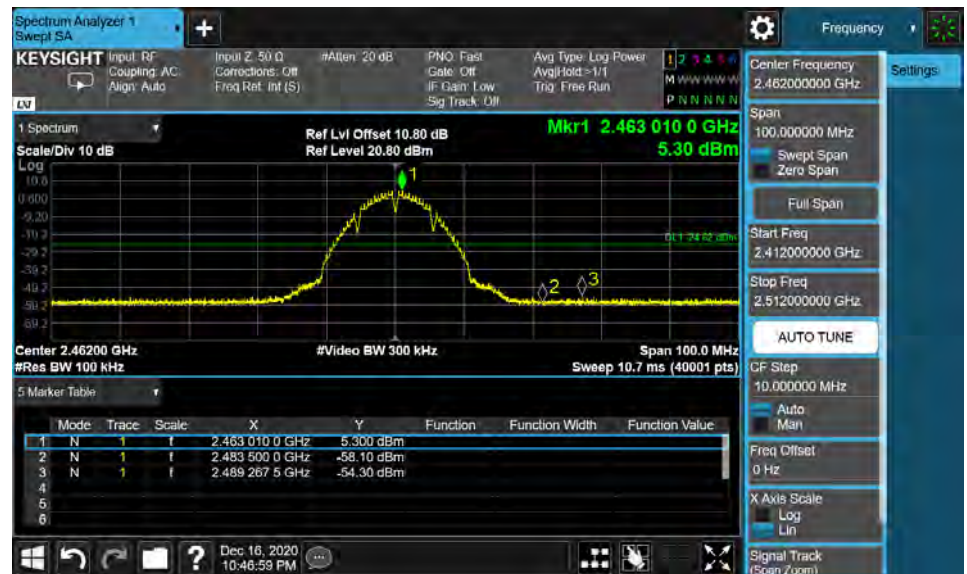 Spectrum Analyzer 1
Swept SA
+
Frequency
KEYSIGHT
Input: RF
Coupling: AC
Align: Auto
Input Z: 50 Ω
Corrections: Off
Freq Ref: Int (S)
#Atten: 20 dB
PNO: Fast
Gate: Off
IF Gain: Low
Sig Track: Off
Avg Type: Log-Power
Avg|Hold:>1/1
Trig: Free Run
1 2 3 4 5 6
M W W W W W
P N N N N N
LXI
1 Spectrum
Scale/Div 10 dB
Ref Lvl Offset 10.80 dB
Ref Level 20.80 dBm
Mkr1 2.463 010 0 GHz
5.30 dBm
Log
10.8
0.800
-9.20
-19.2
-29.2
-39.2
-49.2
-59.2
-69.2
1
2
3
Center 2.46200 GHz
#Res BW 100 kHz
#Video BW 300 kHz
Span 100.0 MHz
Sweep 10.7 ms (40001 pts)
5 Marker Table
Mode Trace Scale X Y Function Function Width Function Value
1 N 1 f 2.463 010 0 GHz 5.300 dBm
2 N 1 f 2.483 500 0 GHz -58.10 dBm
3 N 1 f 2.489 267 5 GHz -54.30 dBm
4
5
6
?
Dec 16, 2020
10:46:59 PM
Center Frequency
2.462000000 GHz
Settings
Span
100.000000 MHz
Swept Span
Zero Span
Full Span
Start Freq
2.412000000 GHz
Stop Freq
2.512000000 GHz
AUTO TUNE
CF Step
10.000000 MHz
Auto
Man
Freq Offset
0 Hz
X Axis Scale
Log
Lin
Signal Track
(Span Zoom)